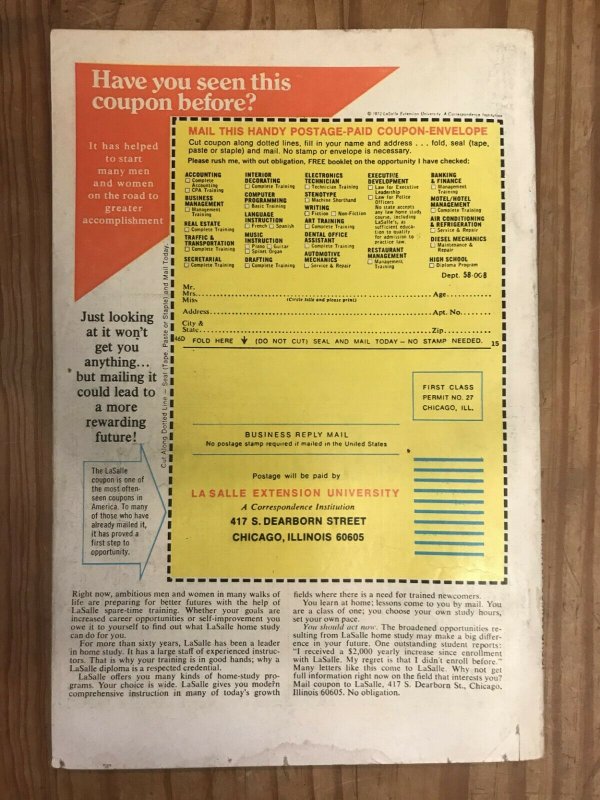 Have you seen this
coupon before?
© 1972 LaSalle Extension University, A Correspondence Institution
It has helped
to start
many men
and women
on the road to
greater
accomplishment
MAIL THIS HANDY POSTAGE-PAID COUPON-ENVELOPE
Cut coupon along dotted lines, fill in your name and address . . . fold, seal (tape,
paste or staple) and mail. No stamp or envelope is necessary.
Please rush me, with out obligation, FREE booklet on the opportunity I have checked:
ACCOUNTING
Complete
Accounting
CPA Training
BUSINESS
MANAGEMENT
Management
Training
REAL ESTATE
Complete Training
TRAFFIC &
TRANSPORTATION
Complete Training
SECRETARIAL
Complete Training
INTERIOR
DECORATING
Complete Training
COMPUTER
PROGRAMMING
Basic Training
LANGUAGE
INSTRUCTION
French Spanish
MUSIC
INSTRUCTION
Piano Guitar
Spinet Organ
DRAFTING
Complete Training
ELECTRONICS
TECHNICIAN
Technician Training
STENOTYPE
Machine Shorthand
WRITING
Fiction Non-Fiction
ART TRAINING
Complete Training
DENTAL OFFICE
ASSISTANT
Complete Training
AUTOMOTIVE
MECHANICS
Service & Repair
EXECUTIVE
DEVELOPMENT
Law for Executive
Leadership
Law for Police
Officers
No state accepts
any law home study
course, including
LaSalle's, as
sufficient educa-
tion to qualify
for admission to
practice law.
RESTAURANT
MANAGEMENT
Management
Training
BANKING
& FINANCE
Management
Training
MOTEL/HOTEL
MANAGEMENT
Complete Training
AIR CONDITIONING
& REFRIGERATION
Service & Repair
DIESEL MECHANICS
Maintenance &
Repair
HIGH SCHOOL
Diploma Program
Dept. 58-008
Mr.
Mrs.
Miss
(Circle title and please print)
Age
Address
Apt. No.
City &
State
Zip
46D FOLD HERE (DO NOT CUT) SEAL AND MAIL TODAY — NO STAMP NEEDED. 15
Cut Along Dotted Line — Seal (Tape, Paste or Staple) and Mail Today.
Just looking
at it won't
get you
anything...
but mailing it
could lead to
a more
rewarding
future!
FIRST CLASS
PERMIT NO. 27
CHICAGO, ILL.
BUSINESS REPLY MAIL
No postage stamp required if mailed in the United States
Postage will be paid by
LA SALLE EXTENSION UNIVERSITY
A Correspondence Institution
417 S. DEARBORN STREET
CHICAGO, ILLINOIS 60605
The LaSalle
coupon is one of
the most often-
seen coupons in
America. To many
of those who have
already mailed it,
it has proved a
first step to
opportunity.
Right now, ambitious men and women in many walks of
life are preparing for better futures with the help of
LaSalle spare-time training. Whether your goals are
increased career opportunities or self-improvement you
owe it to yourself to find out what LaSalle home study
can do for you.
For more than sixty years, LaSalle has been a leader
in home study. It has a large staff of experienced instruc-
tors. That is why your training is in good hands; why a
LaSalle diploma is a respected credential.
LaSalle offers you many kinds of home-study pro-
grams. Your choice is wide. LaSalle gives you modern
comprehensive instruction in many of today's growth
fields where there is a need for trained newcomers.
You learn at home; lessons come to you by mail. You
are a class of one; you choose your own study hours,
set your own pace.
You should act now. The broadened opportunities re-
sulting from LaSalle home study may make a big differ-
ence in your future. One outstanding student reports:
"I received a $2,000 yearly increase since enrollment
with LaSalle. My regret is that I didn't enroll before."
Many letters like this come to LaSalle. Why not get
full information right now on the field that interests you?
Mail coupon to LaSalle, 417 S. Dearborn St., Chicago,
Illinois 60605. No obligation.